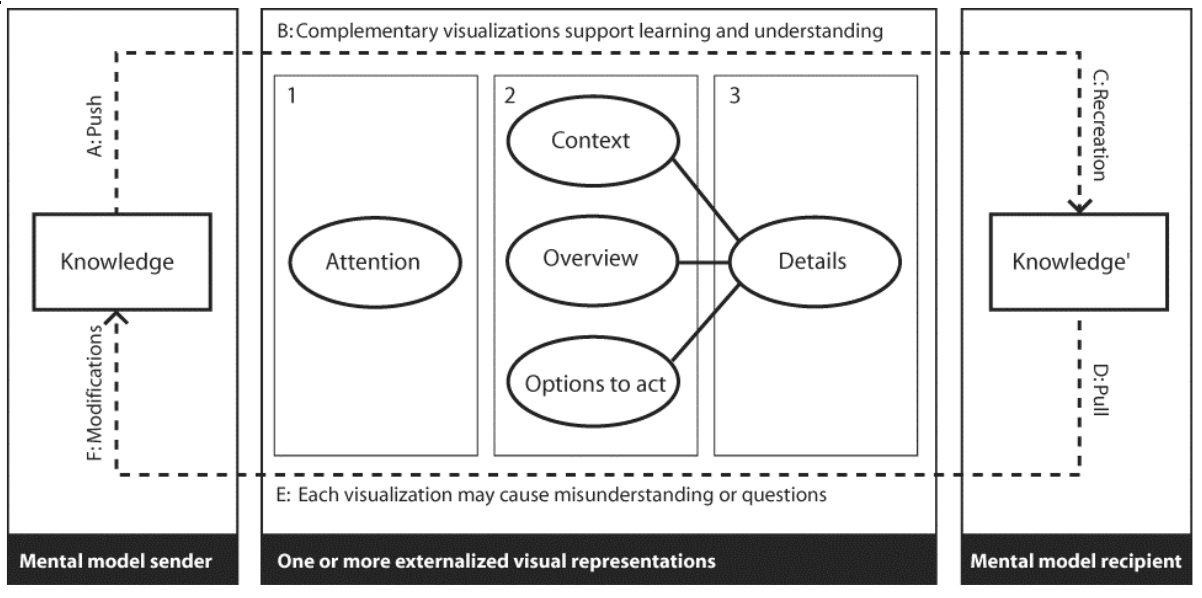 B: Complementary visualizations support learning and understanding
A: Push
C: Recreation
1
2
3
Context
Attention
Overview
Details
Options to act
Knowledge
Knowledge'
F: Modifications
D: Pull
E: Each visualization may cause misunderstanding or questions
Mental model sender
One or more externalized visual representations
Mental model recipient